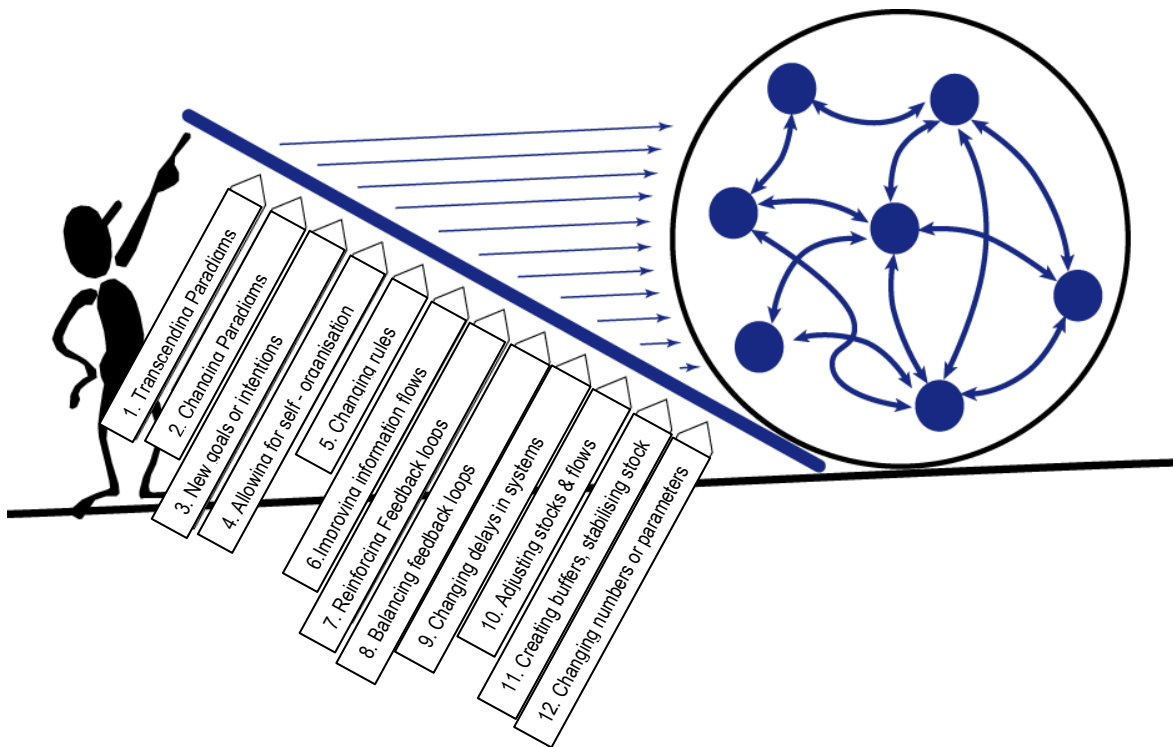 1. Transcending Paradigms
2. Changing Paradigms
3. New goals or intentions
4. Allowing for self - organisation
5. Changing rules
6.Improving information flows
7. Reinforcing Feedback loops
8. Balancing feedback loops
9. Changing delays in systems
10. Adjusting stocks & flows
11. Creating buffers, stabilising stock
12. Changing numbers or parameters